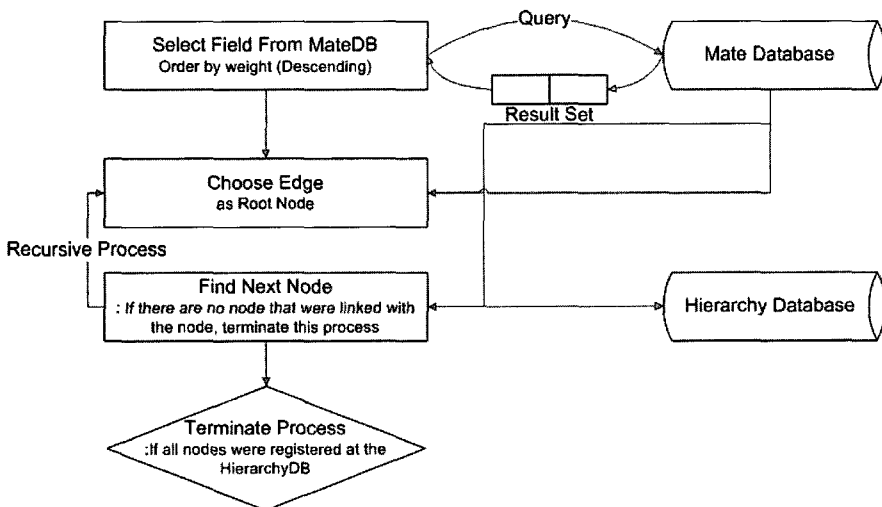 Query
Select Field From MateDB
Order by weight (Descending)
Mate Database
Result Set
Choose Edge
as Root Node
Recursive Process
Find Next Node
: If there are no node that were linked with
the node, terminate this process
Hierarchy Database
Terminate Process
:If all nodes were registered at the
HierarchyDB